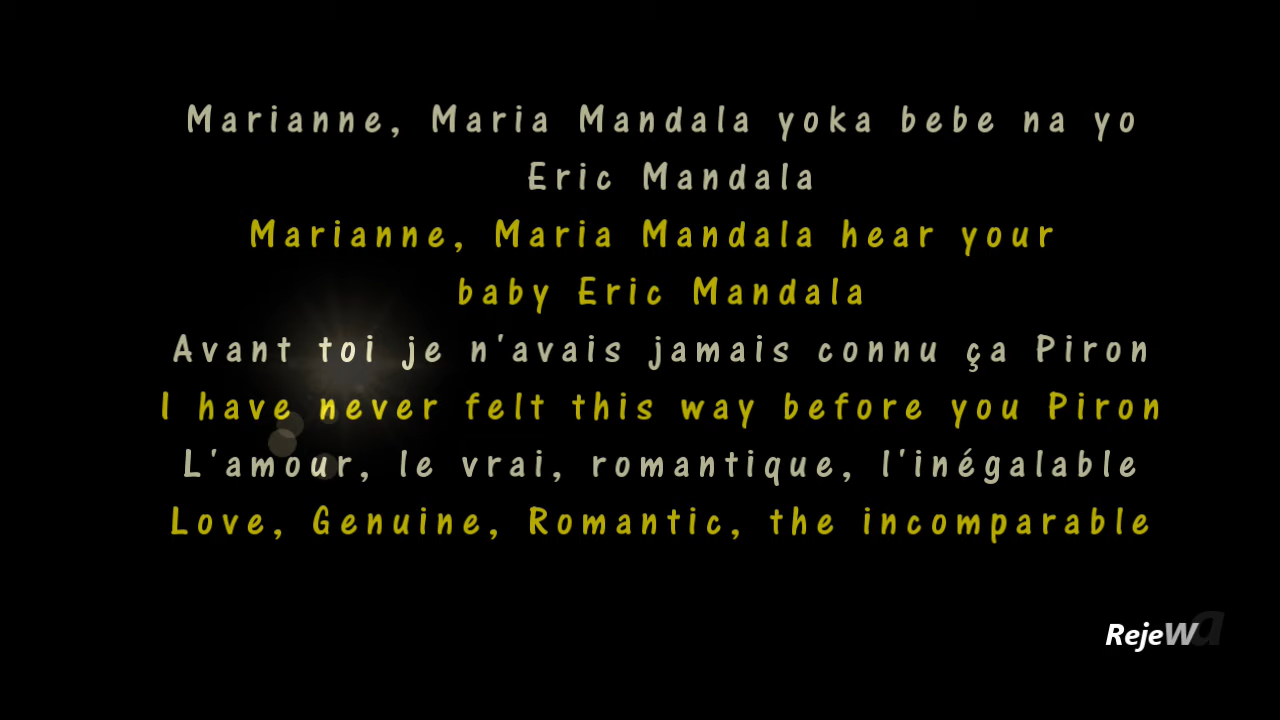 Marianne, Maria Mandala yoka bebe na yo
Eric Mandala
Marianne, Maria Mandala hear your
baby Eric Mandala
Avant toi je n'avais jamais connu ça Piron
I have never felt this way before you Piron
L'amour, le vrai, romantique, l'inégalable
Love, Genuine, Romantic, the incomparable
RejeWa